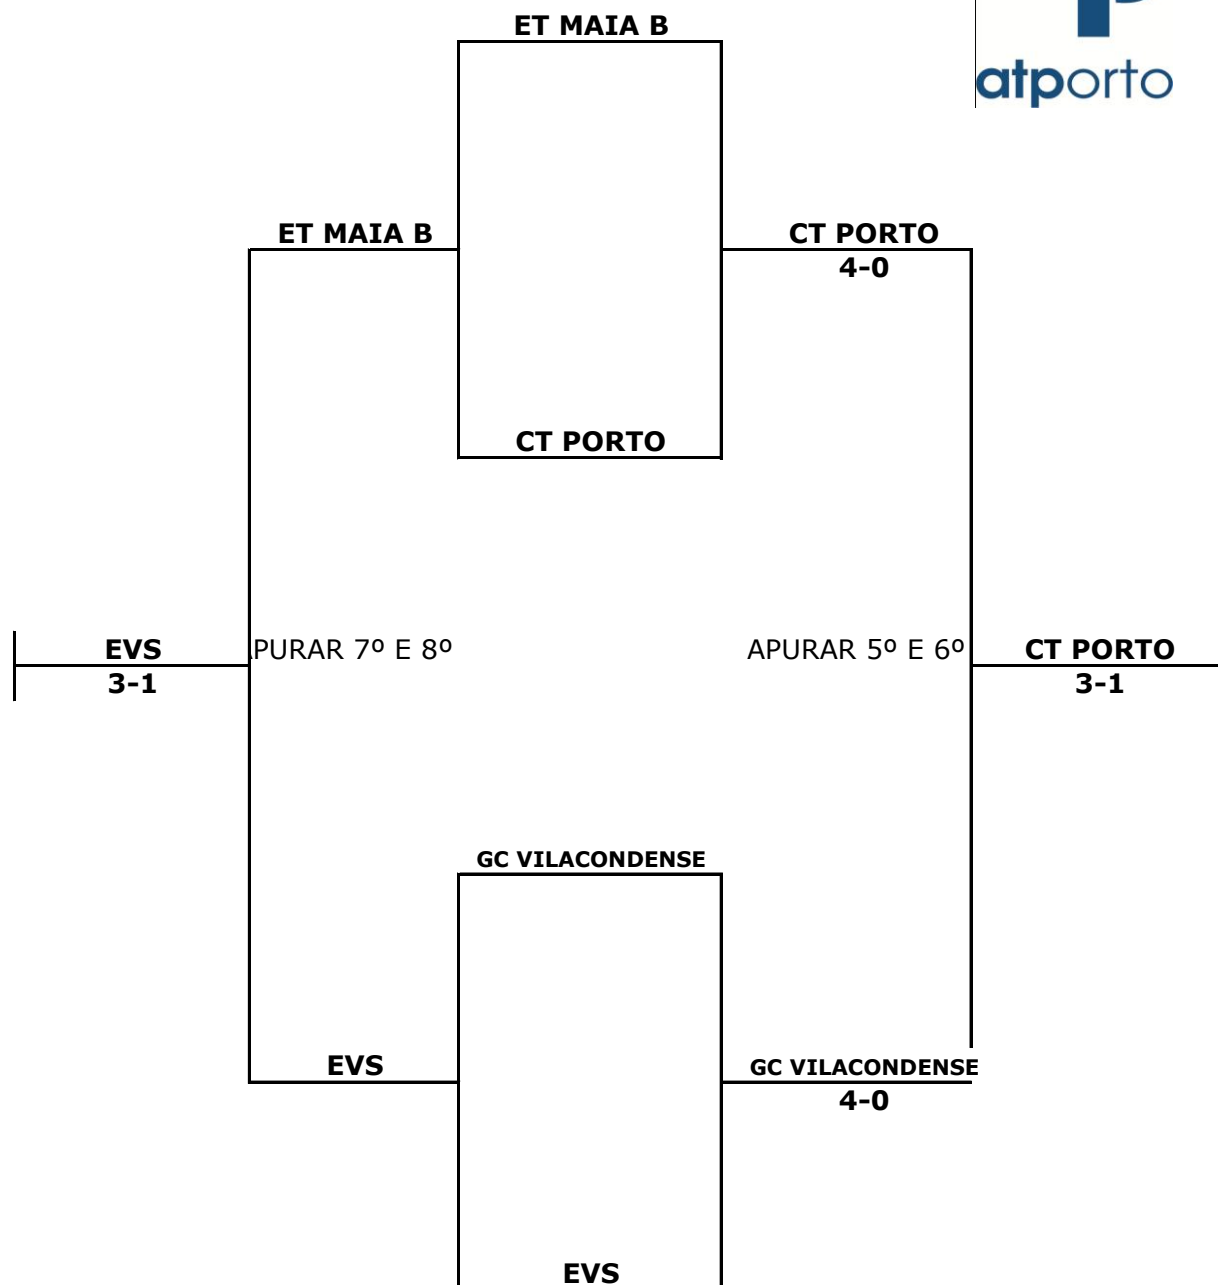 ET MAIA B
atporto
ET MAIA B
CT PORTO
4-0
CT PORTO
EVS
3-1
PURAR 7º E 8º
APURAR 5º E 6º
CT PORTO
3-1
GC VILACONDENSE
EVS
GC VILACONDENSE
4-0
EVS